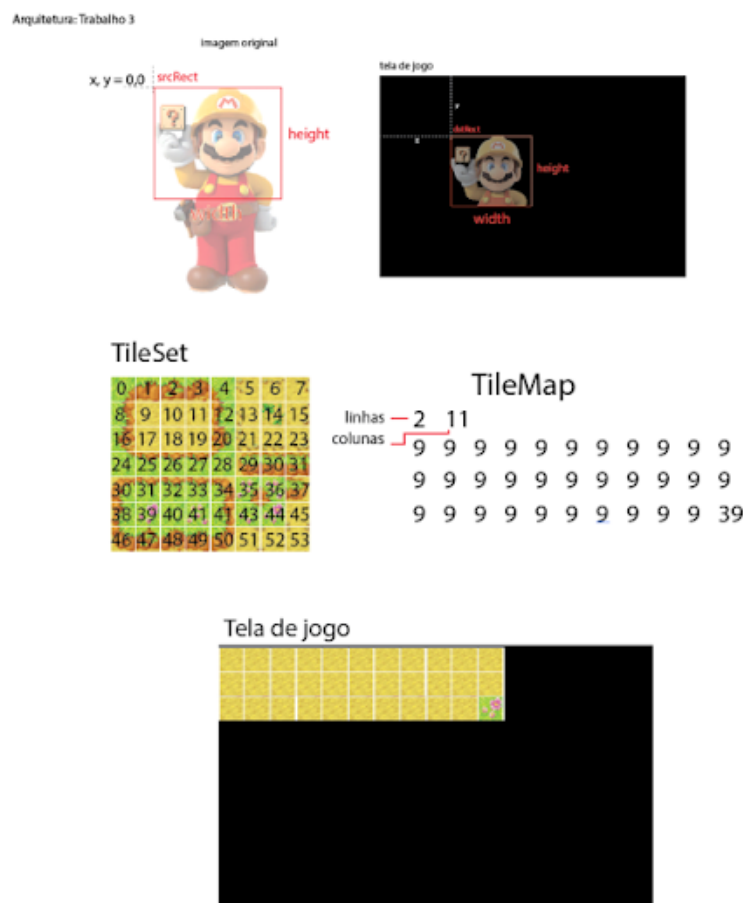 Arquitetura: Trabalho 3
imagem original
x, y = 0,0
srcRect
height
tela de jogo
y
x
dstRect
height
width
TileSet
0 1 2 3 4 5 6 7
8 9 10 11 12 13 14 15
16 17 18 19 20 21 22 23
24 25 26 27 28 29 30 31
30 31 32 33 34 35 36 37
38 39 40 41 42 43 44 45
46 47 48 49 50 51 52 53
TileMap
linhas 2 11
colunas
9 9 9 9 9 9 9 9 9 9 9
9 9 9 9 9 9 9 9 9 9 9
9 9 9 9 9 9 9 9 9 9 39
Tela de jogo